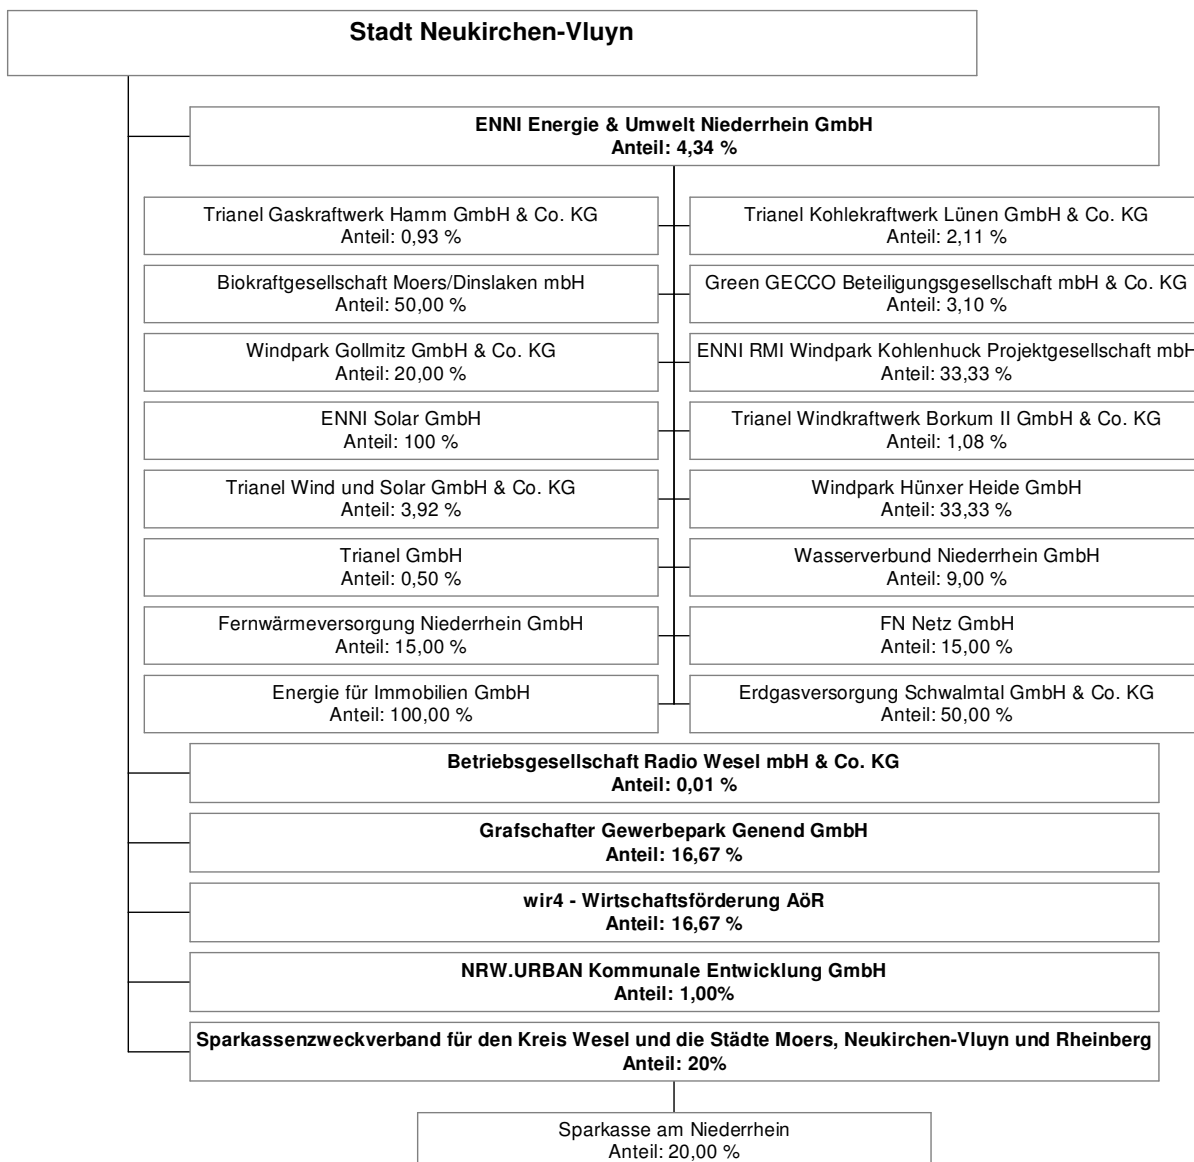 Stadt Neukirchen-Vluyn
ENNI Energie & Umwelt Niederrhein GmbH
Anteil: 4,34 %
Trianel Gaskraftwerk Hamm GmbH & Co. KG
Anteil: 0,93 %
Trianel Kohlekraftwerk Lünen GmbH & Co. KG
Anteil: 2,11 %
Biokraftgesellschaft Moers/Dinslaken mbH
Anteil: 50,00 %
Green GECCO Beteiligungsgesellschaft mbH & Co. KG
Anteil: 3,10 %
Windpark Gollmitz GmbH & Co. KG
Anteil: 20,00 %
ENNI RMI Windpark Kohlenhuck Projektgesellschaft mbH
Anteil: 33,33 %
ENNI Solar GmbH
Anteil: 100 %
Trianel Windkraftwerk Borkum II GmbH & Co. KG
Anteil: 1,08 %
Trianel Wind und Solar GmbH & Co. KG
Anteil: 3,92 %
Windpark Hünxer Heide GmbH
Anteil: 33,33 %
Trianel GmbH
Anteil: 0,50 %
Wasserverbund Niederrhein GmbH
Anteil: 9,00 %
Fernwärmeversorgung Niederrhein GmbH
Anteil: 15,00 %
FN Netz GmbH
Anteil: 15,00 %
Energie für Immobilien GmbH
Anteil: 100,00 %
Erdgasversorgung Schwalmtal GmbH & Co. KG
Anteil: 50,00 %
Betriebsgesellschaft Radio Wesel mbH & Co. KG
Anteil: 0,01 %
Grafschafter Gewerbepark Genend GmbH
Anteil: 16,67 %
wir4 - Wirtschaftsförderung AöR
Anteil: 16,67 %
NRW.URBAN Kommunale Entwicklung GmbH
Anteil: 1,00%
Sparkassenzweckverband für den Kreis Wesel und die Städte Moers, Neukirchen-Vluyn und Rheinberg
Anteil: 20%
Sparkasse am Niederrhein
Anteil: 20,00 %